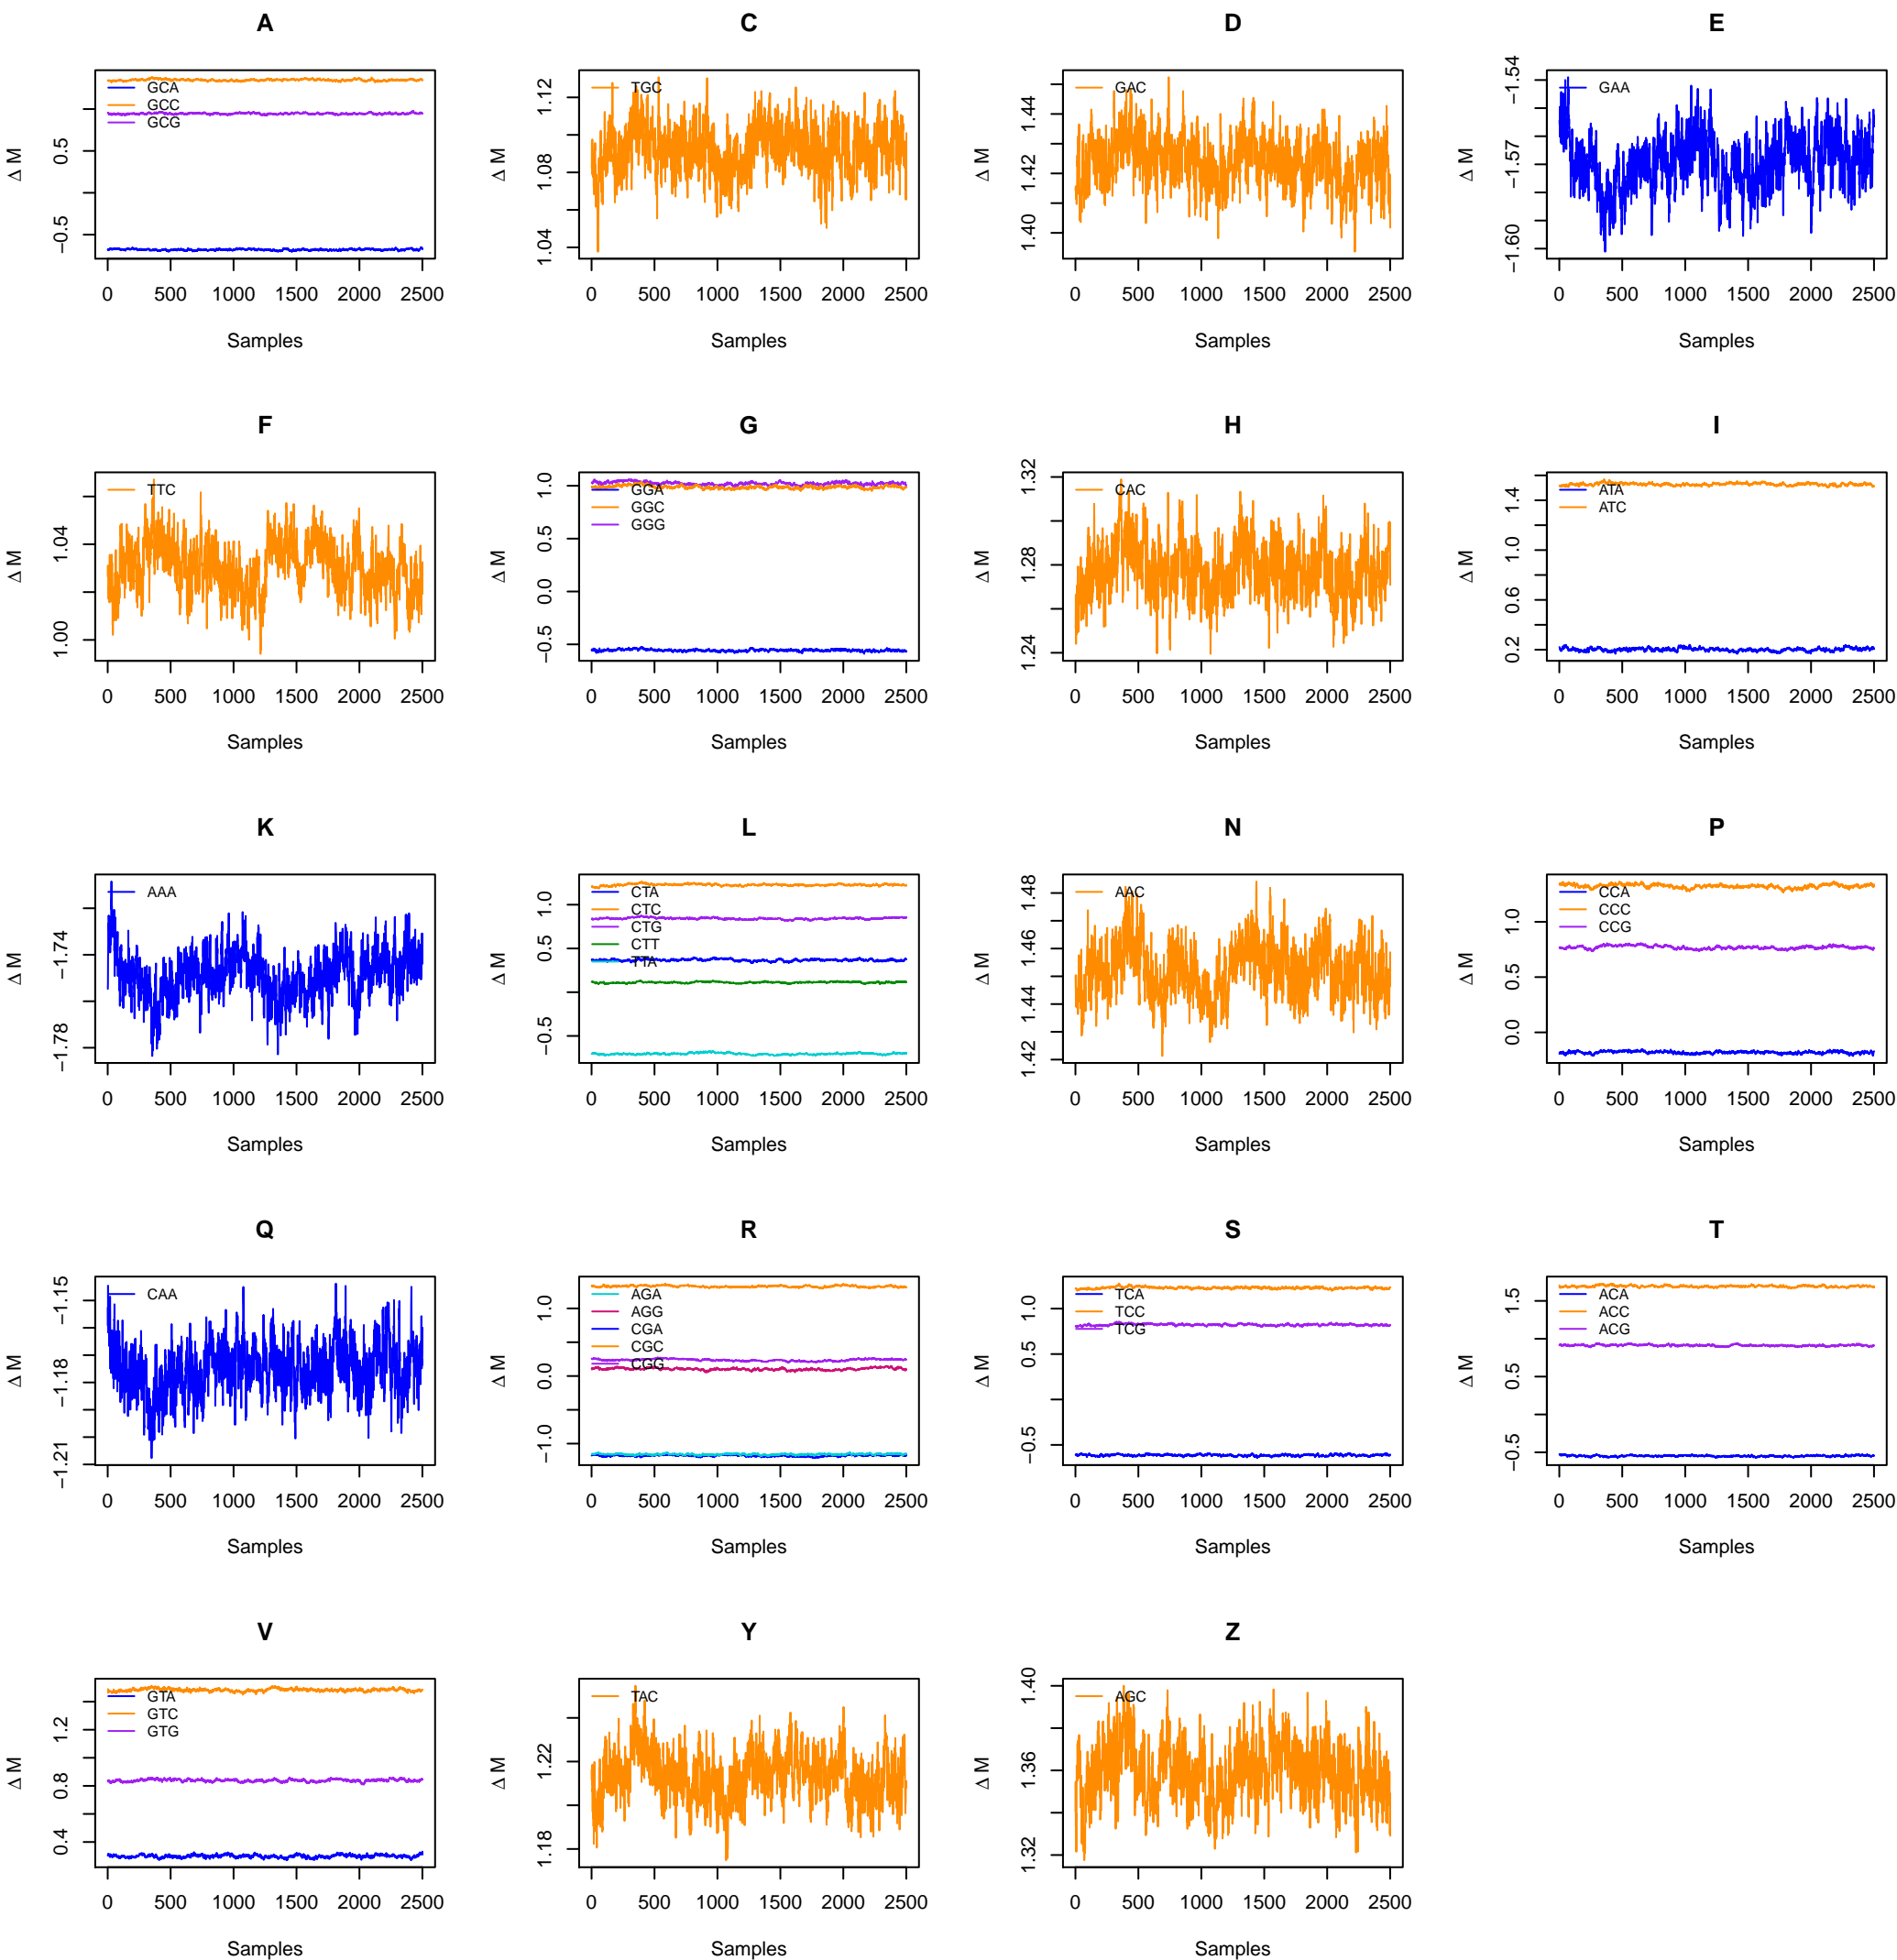 A
C
D
E
Δ M
−0.5
0.5
GCA
GCC
GCG
0 500 1000 1500 2000 2500
Samples
Δ M
1.04
1.08
1.12
TGC
0 500 1000 1500 2000 2500
Samples
Δ M
1.40
1.42
1.44
GAC
0 500 1000 1500 2000 2500
Samples
Δ M
−1.60
−1.57
−1.54
GAA
0 500 1000 1500 2000 2500
Samples
F
G
H
I
Δ M
1.00
1.04
TTC
0 500 1000 1500 2000 2500
Samples
Δ M
−0.5
0.0
0.5
1.0
GGA
GGC
GGG
0 500 1000 1500 2000 2500
Samples
Δ M
1.24
1.28
1.32
CAC
0 500 1000 1500 2000 2500
Samples
Δ M
0.2
0.6
1.0
1.4
ATA
ATC
0 500 1000 1500 2000 2500
Samples
K
L
N
P
Δ M
−1.78
−1.74
AAA
0 500 1000 1500 2000 2500
Samples
Δ M
−0.5
0.5
1.0
CTA
CTC
CTG
CTT
TTA
0 500 1000 1500 2000 2500
Samples
Δ M
1.42
1.44
1.46
1.48
AAC
0 500 1000 1500 2000 2500
Samples
Δ M
0.0
0.5
1.0
CCA
CCC
CCG
0 500 1000 1500 2000 2500
Samples
Q
R
S
T
Δ M
−1.21
−1.18
−1.15
CAA
0 500 1000 1500 2000 2500
Samples
Δ M
−1.0
0.0
1.0
AGA
AGG
CGA
CGC
CGG
0 500 1000 1500 2000 2500
Samples
Δ M
−0.5
0.5
1.0
TCA
TCC
TCG
0 500 1000 1500 2000 2500
Samples
Δ M
−0.5
0.5
1.5
ACA
ACC
ACG
0 500 1000 1500 2000 2500
Samples
V
Y
Z
Δ M
0.4
0.8
1.2
GTA
GTC
GTG
0 500 1000 1500 2000 2500
Samples
Δ M
1.18
1.22
TAC
0 500 1000 1500 2000 2500
Samples
Δ M
1.32
1.36
1.40
AGC
0 500 1000 1500 2000 2500
Samples